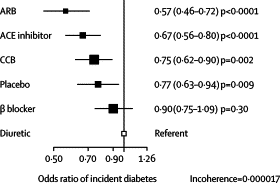 ARB 0·57 (0·46–0·72) p<0·0001
ACE inhibitor 0·67 (0·56–0·80) p<0·0001
CCB 0·75 (0·62–0·90) p=0·002
Placebo 0·77 (0·63–0·94) p=0·009
β blocker 0·90 (0·75–1·09) p=0·30
Diuretic Referent
0·50 0·70 0·90 1·26
Odds ratio of incident diabetes Incoherence=0·000017